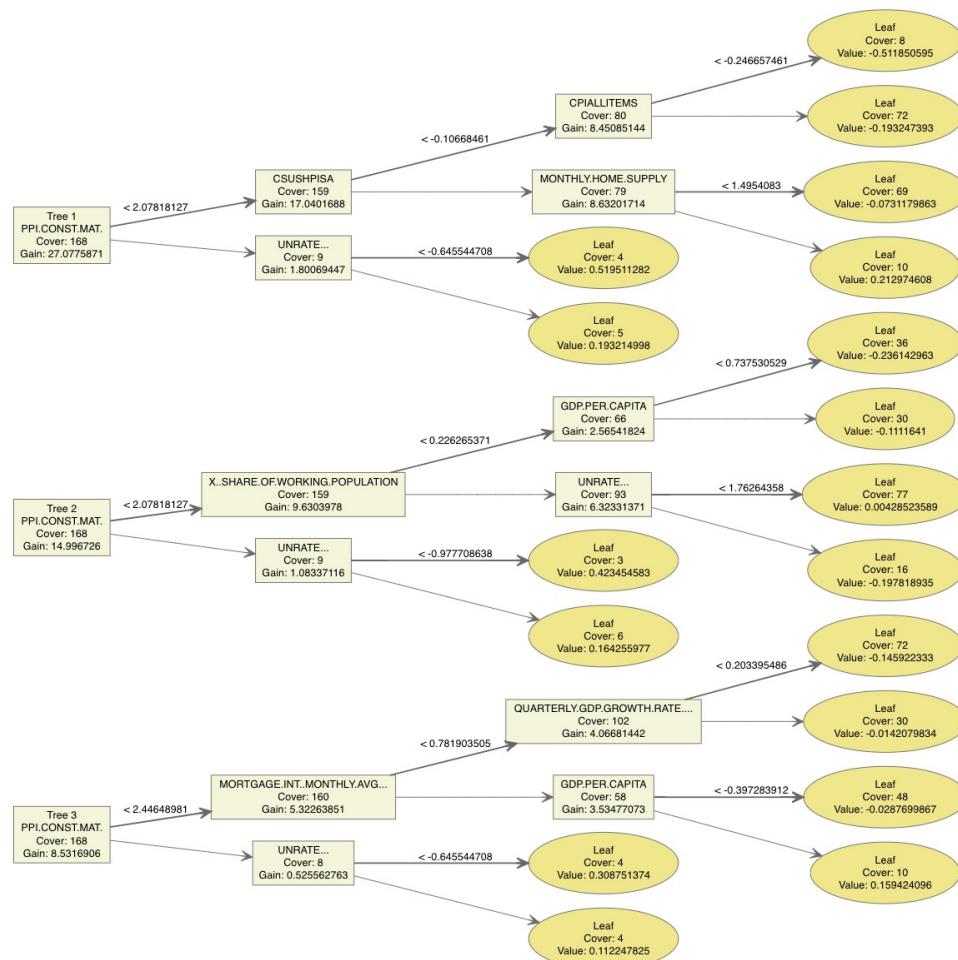 Leaf
Cover: 8
Value: -0.511850595
< -0.246657461
CPIALLITEMS
Cover: 80
Gain: 8.45085144
Leaf
Cover: 72
Value: -0.193247393
< -0.10668461
CSUSHPISA
Cover: 159
Gain: 17.0401688
MONTHLY.HOME.SUPPLY
Cover: 79
Gain: 8.63201714
< 1.4954083
Leaf
Cover: 69
Value: -0.0731179863
< 2.07818127
Tree 1
PPI.CONST.MAT.
Cover: 168
Gain: 27.0775871
UNRATE...
Cover: 9
Gain: 1.80069447
< -0.645544708
Leaf
Cover: 4
Value: 0.519511282
Leaf
Cover: 10
Value: 0.212974608
Leaf
Cover: 5
Value: 0.193214998
Leaf
Cover: 36
Value: -0.236142963
< 0.737530529
GDP.PER.CAPITA
Cover: 66
Gain: 2.56541824
Leaf
Cover: 30
Value: -0.1111641
< 0.226265371
X..SHARE.OF.WORKING.POPULATION
Cover: 159
Gain: 9.6303978
UNRATE...
Cover: 93
Gain: 6.32331371
< 1.76264358
Leaf
Cover: 77
Value: 0.00428523589
< 2.07818127
Tree 2
PPI.CONST.MAT.
Cover: 168
Gain: 14.996726
UNRATE...
Cover: 9
Gain: 1.08337116
< -0.977708638
Leaf
Cover: 3
Value: 0.423454583
Leaf
Cover: 16
Value: -0.197818935
Leaf
Cover: 6
Value: 0.164255977
Leaf
Cover: 72
Value: -0.145922333
< 0.203395486
QUARTERLY.GDP.GROWTH.RATE....
Cover: 102
Gain: 4.06681442
Leaf
Cover: 30
Value: -0.0142079834
< 0.781903505
MORTGAGE.INT..MONTHLY.AVG...
Cover: 160
Gain: 5.32263851
GDP.PER.CAPITA
Cover: 58
Gain: 3.53477073
< -0.397283912
Leaf
Cover: 48
Value: -0.0287699867
< 2.44648981
Tree 3
PPI.CONST.MAT.
Cover: 168
Gain: 8.5316906
UNRATE...
Cover: 8
Gain: 0.525562763
< -0.645544708
Leaf
Cover: 4
Value: 0.308751374
Leaf
Cover: 10
Value: 0.159424096
Leaf
Cover: 4
Value: 0.112247825